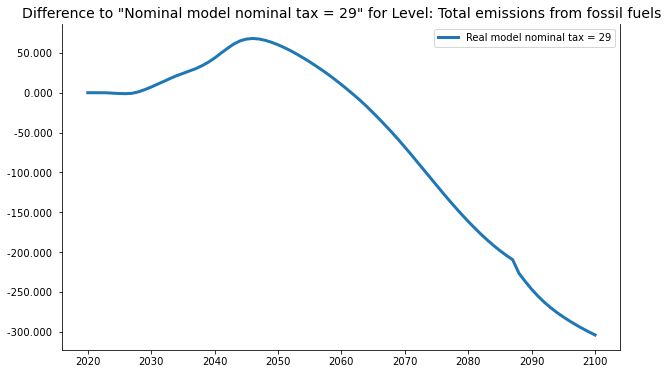 Difference to "Nominal model nominal tax = 29" for Level: Total emissions from fossil fuels
Real model nominal tax = 29
50.000
0.000
-50.000
-100.000
-150.000
-200.000
-250.000
-300.000
2020 2030 2040 2050 2060 2070 2080 2090 2100